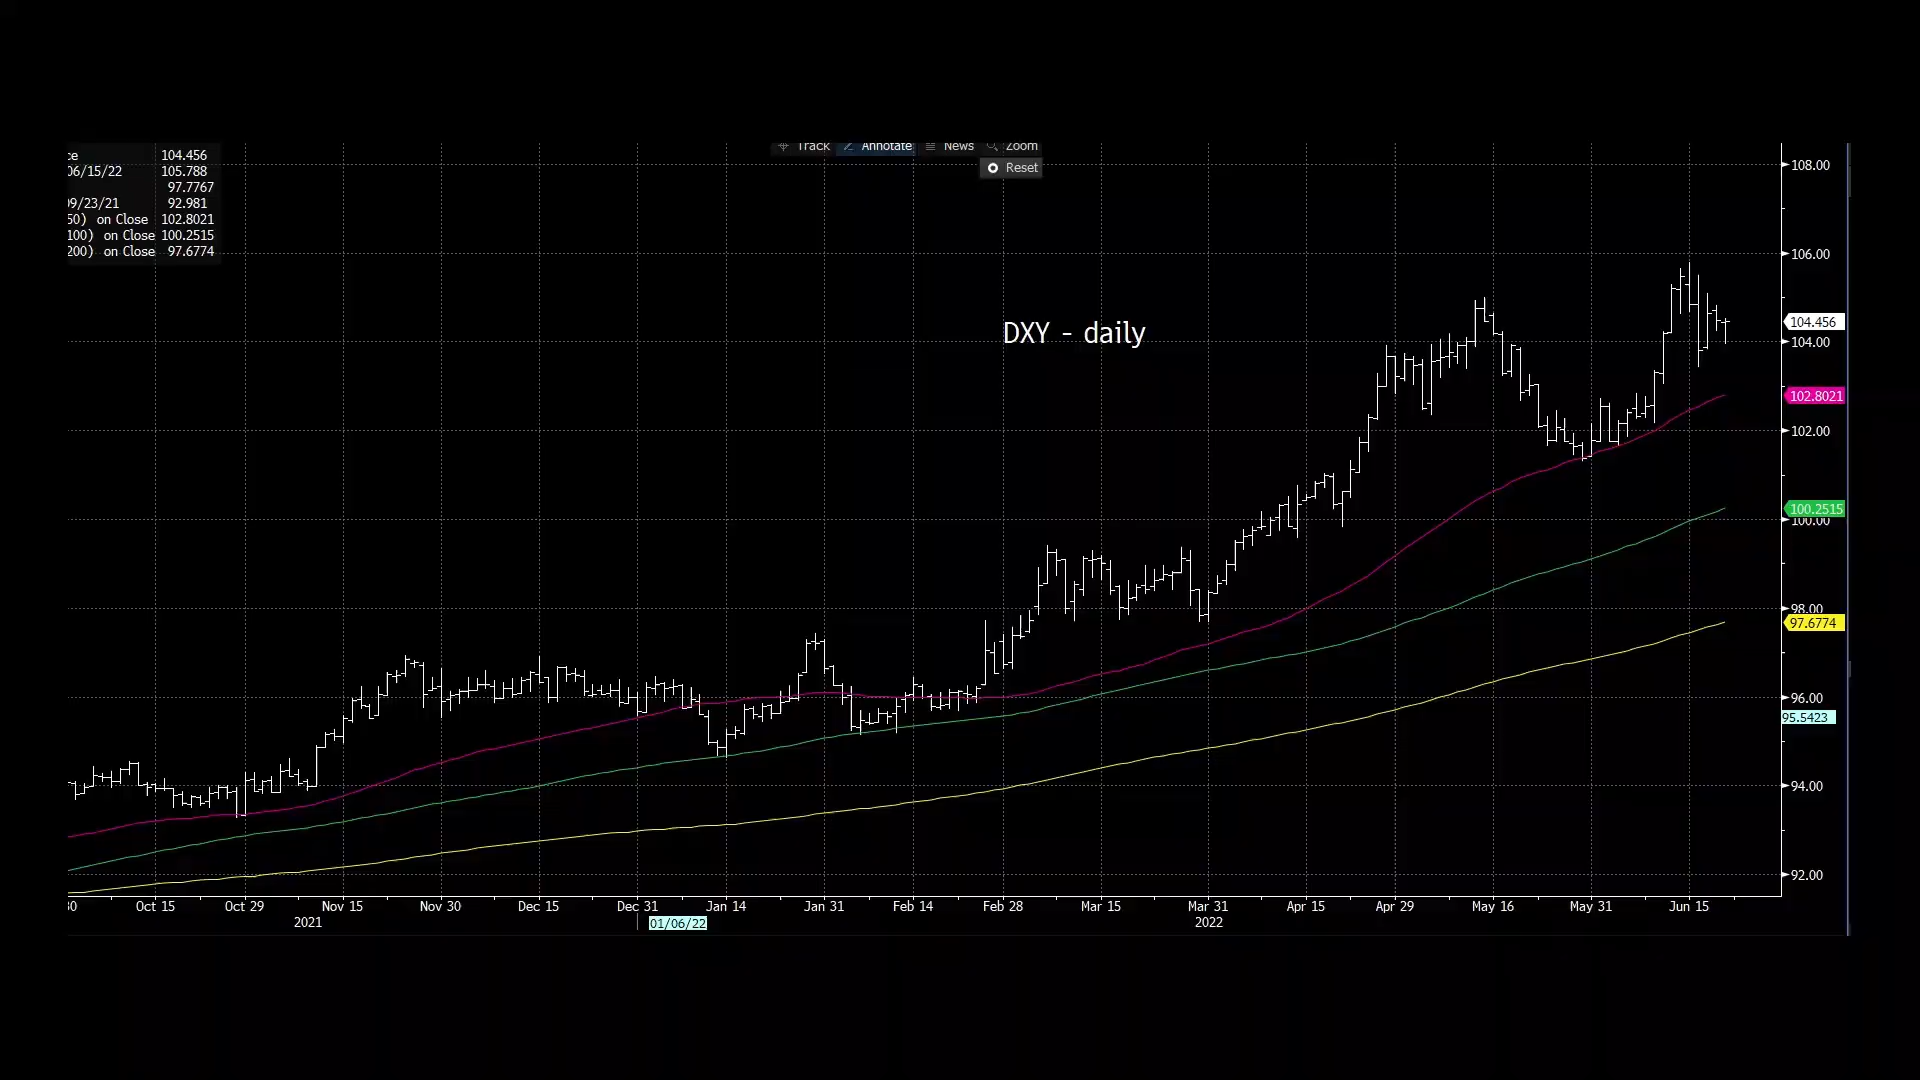 Track Annotate News Zoom
Reset
ce 104.456
06/15/22 105.788
97.7767
09/23/21 92.981
50) on Close 102.8021
100) on Close 100.2515
200) on Close 97.6774
DXY - daily
108.00
106.00
104.456
104.00
102.8021
102.00
100.2515
100.00
98.00
97.6774
96.00
95.5423
94.00
92.00
30 Oct 15 Oct 29 Nov 15 Nov 30 Dec 15 Dec 31 Jan 14 Jan 31 Feb 14 Feb 28 Mar 15 Mar 31 Apr 15 Apr 29 May 16 May 31 Jun 15
2021 01/06/22 2022